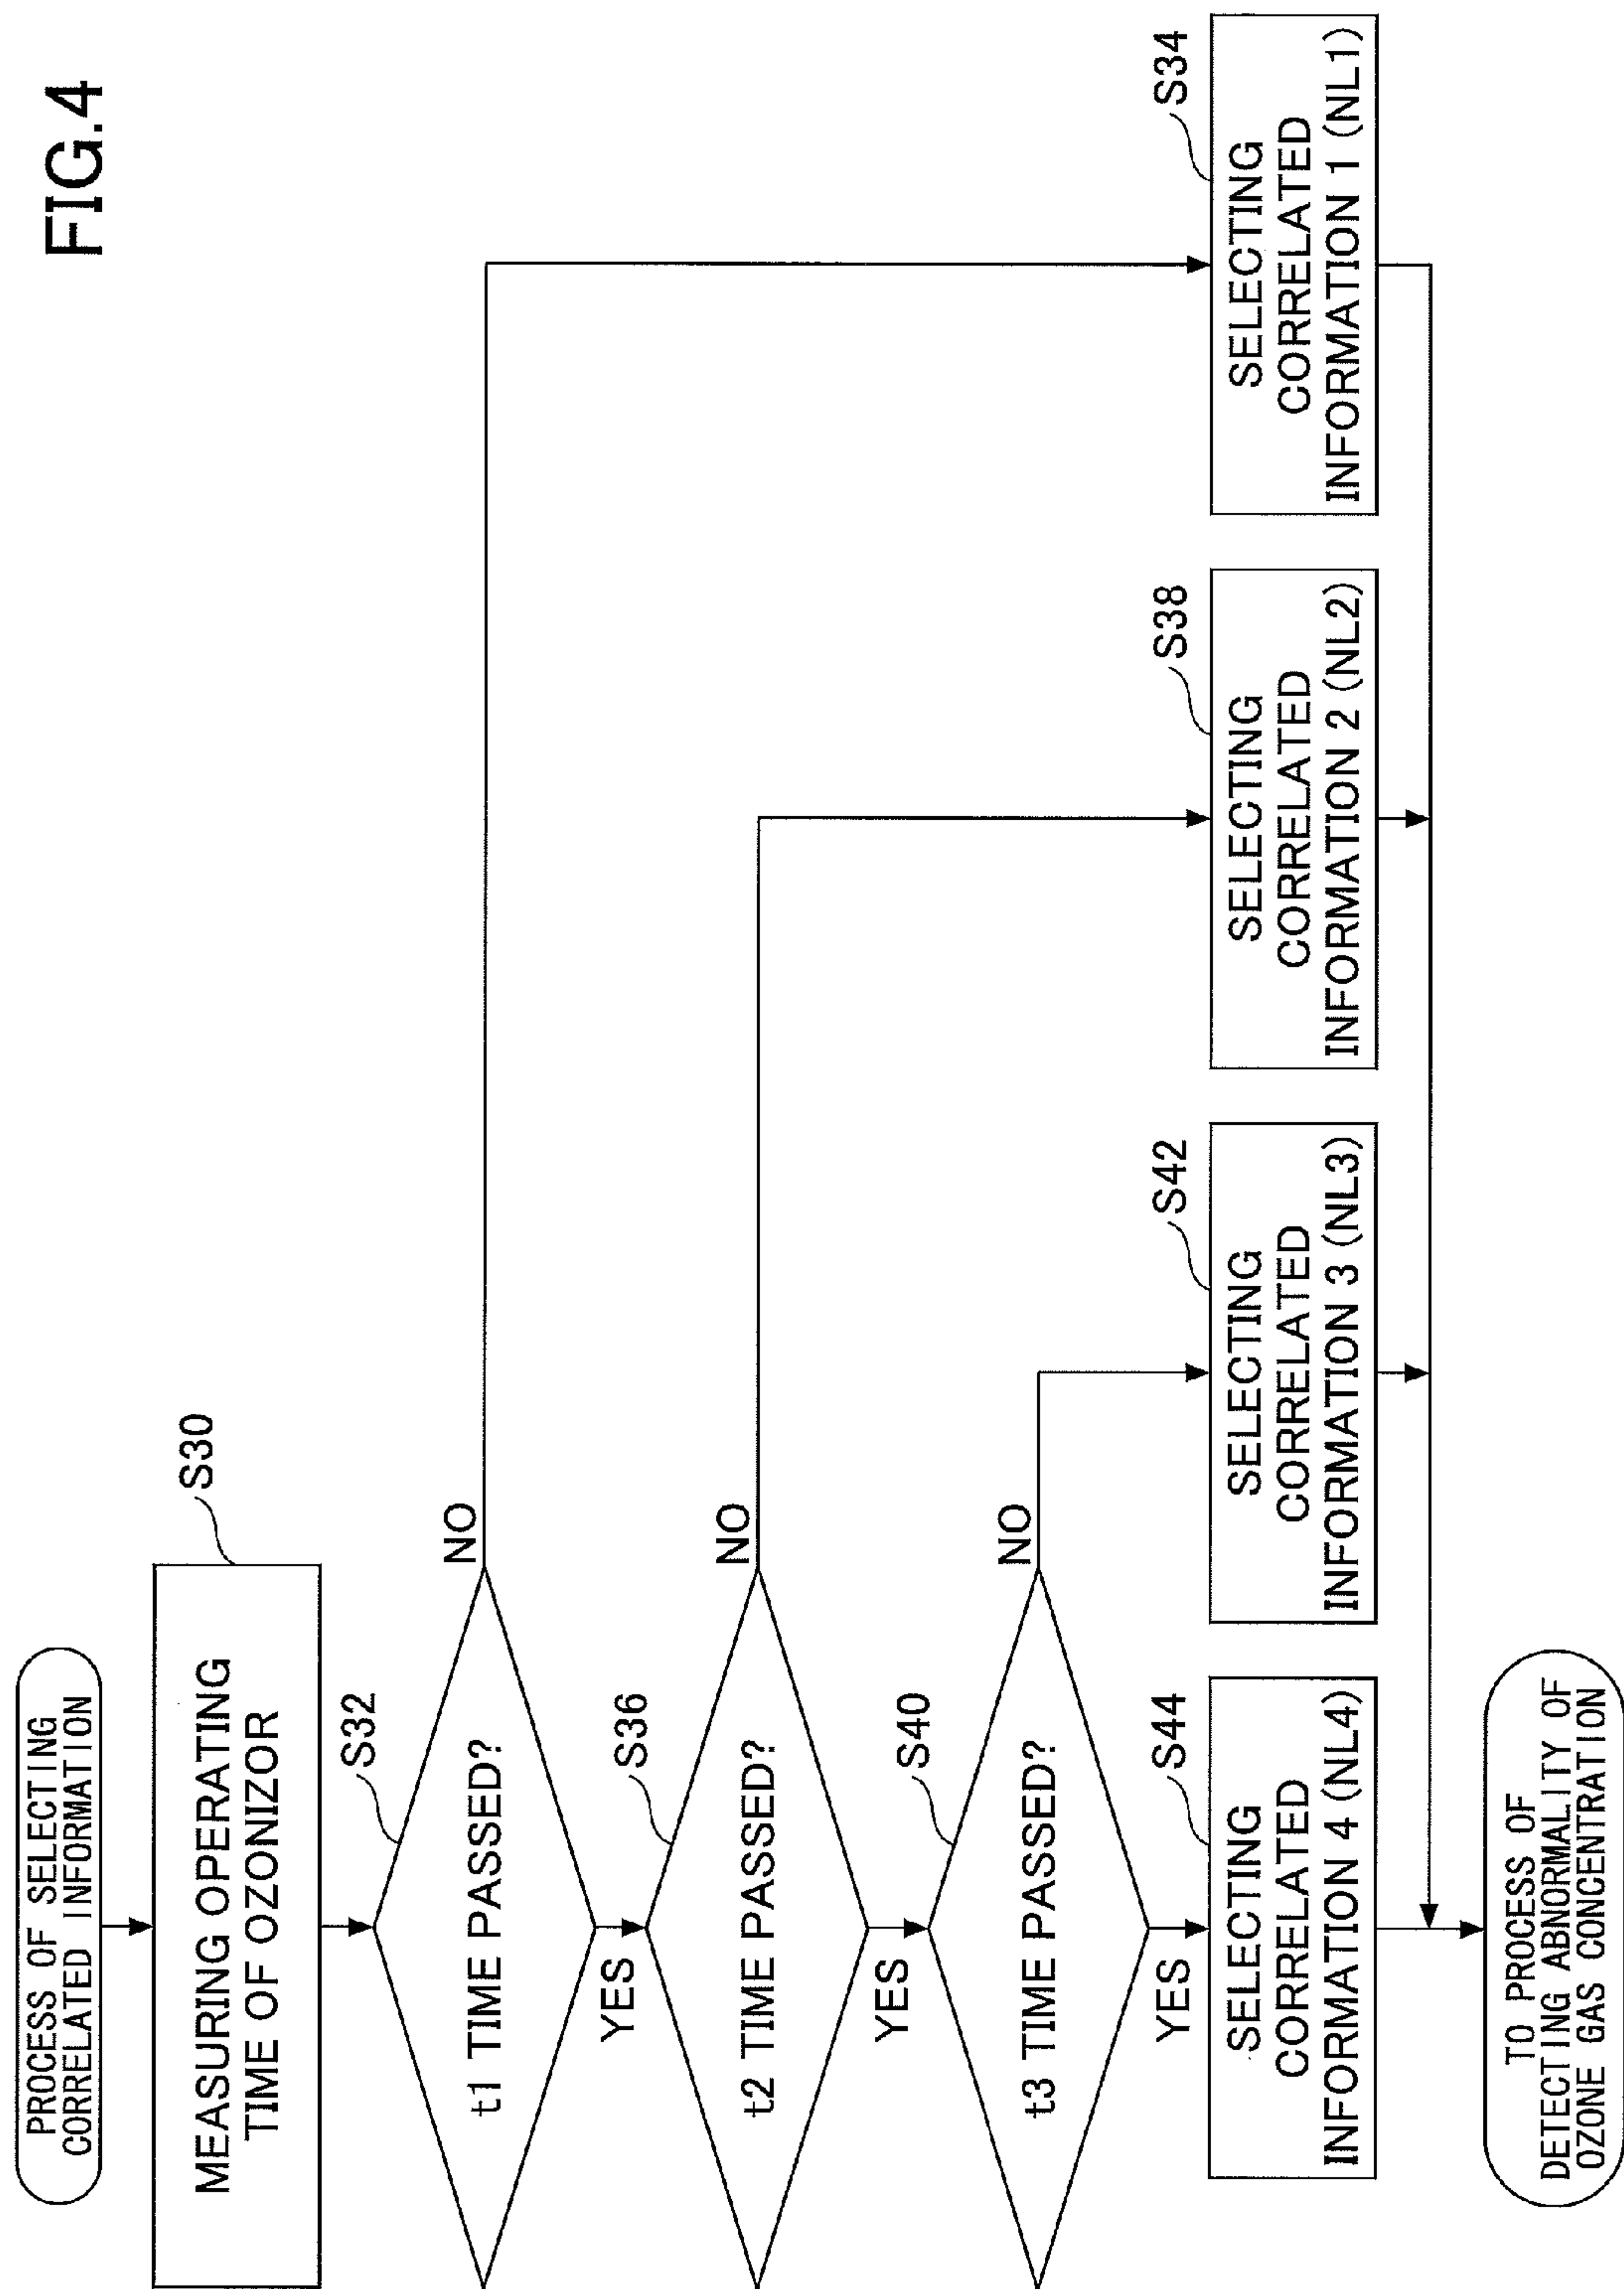 FIG.4
PROCESS OF SELECTING
CORRELATED INFORMATION
S30
MEASURING OPERATING
TIME OF OZONIZOR
S32
t1 TIME PASSED?
NO
YES
S36
t2 TIME PASSED?
NO
YES
S40
t3 TIME PASSED?
NO
YES
S44
SELECTING
CORRELATED
INFORMATION 4 (NL4)
S42
SELECTING
CORRELATED
INFORMATION 3 (NL3)
S38
SELECTING
CORRELATED
INFORMATION 2 (NL2)
S34
SELECTING
CORRELATED
INFORMATION 1 (NL1)
TO PROCESS OF
DETECTING ABNORMALITY OF
OZONE GAS CONCENTRATION